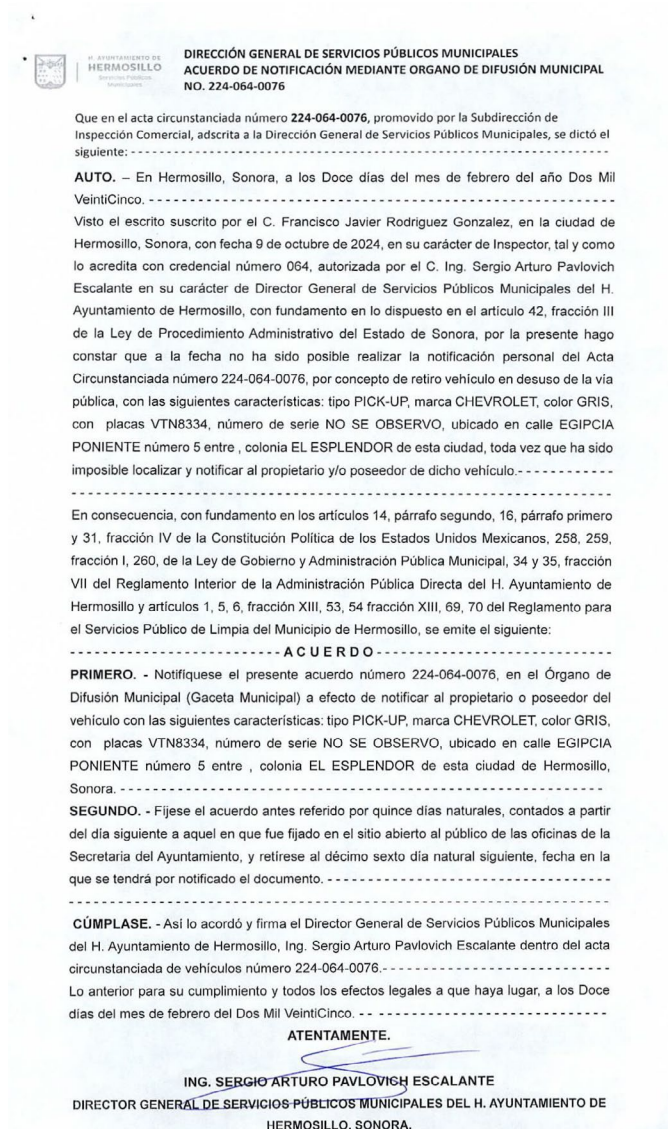 H. AYUNTAMIENTO DE
HERMOSILLO
Servicios Públicos
Municipales
DIRECCIÓN GENERAL DE SERVICIOS PÚBLICOS MUNICIPALES
ACUERDO DE NOTIFICACIÓN MEDIANTE ORGANO DE DIFUSIÓN MUNICIPAL
NO. 224-064-0076
Que en el acta circunstanciada número 224-064-0076, promovido por la Subdirección de
Inspección Comercial, adscrita a la Dirección General de Servicios Públicos Municipales, se dictó el
siguiente: - - - - - - - - - - - - - - - - - - - - - - - - - - - - - - - - - - - - - - - -
AUTO. – En Hermosillo, Sonora, a los Doce días del mes de febrero del año Dos Mil
VeintiCinco. - - - - - - - - - - - - - - - - - - - - - - - - - - - - - - - - - - - - - - - -
Visto el escrito suscrito por el C. Francisco Javier Rodriguez Gonzalez, en la ciudad de
Hermosillo, Sonora, con fecha 9 de octubre de 2024, en su carácter de Inspector, tal y como
lo acredita con credencial número 064, autorizada por el C. Ing. Sergio Arturo Pavlovich
Escalante en su carácter de Director General de Servicios Públicos Municipales del H.
Ayuntamiento de Hermosillo, con fundamento en lo dispuesto en el artículo 42, fracción III
de la Ley de Procedimiento Administrativo del Estado de Sonora, por la presente hago
constar que a la fecha no ha sido posible realizar la notificación personal del Acta
Circunstanciada número 224-064-0076, por concepto de retiro vehículo en desuso de la vía
pública, con las siguientes características: tipo PICK-UP, marca CHEVROLET, color GRIS,
con placas VTN8334, número de serie NO SE OBSERVO, ubicado en calle EGIPCIA
PONIENTE número 5 entre , colonia EL ESPLENDOR de esta ciudad, toda vez que ha sido
imposible localizar y notificar al propietario y/o poseedor de dicho vehículo.- - - - - - - - - - - -
- - - - - - - - - - - - - - - - - - - - - - - - - - - - - - - - - - - - - - - - - - - - - - - -
En consecuencia, con fundamento en los artículos 14, párrafo segundo, 16, párrafo primero
y 31, fracción IV de la Constitución Política de los Estados Unidos Mexicanos, 258, 259,
fracción I, 260, de la Ley de Gobierno y Administración Pública Municipal, 34 y 35, fracción
VII del Reglamento Interior de la Administración Pública Directa del H. Ayuntamiento de
Hermosillo y artículos 1, 5, 6, fracción XIII, 53, 54 fracción XIII, 69, 70 del Reglamento para
el Servicios Público de Limpia del Municipio de Hermosillo, se emite el siguiente:
- - - - - - - - - - - - - - - - - - - - - - - - A C U E R D O - - - - - - - - - - - - - - - - - - - - - - - - - -
PRIMERO. - Notifíquese el presente acuerdo número 224-064-0076, en el Órgano de
Difusión Municipal (Gaceta Municipal) a efecto de notificar al propietario o poseedor del
vehículo con las siguientes características: tipo PICK-UP, marca CHEVROLET, color GRIS,
con placas VTN8334, número de serie NO SE OBSERVO, ubicado en calle EGIPCIA
PONIENTE número 5 entre , colonia EL ESPLENDOR de esta ciudad de Hermosillo,
Sonora. - - - - - - - - - - - - - - - - - - - - - - - - - - - - - - - - - - - - - - - - - -
SEGUNDO. - Fíjese el acuerdo antes referido por quince días naturales, contados a partir
del día siguiente a aquel en que fue fijado en el sitio abierto al público de las oficinas de la
Secretaria del Ayuntamiento, y retírese al décimo sexto día natural siguiente, fecha en la
que se tendrá por notificado el documento. - - - - - - - - - - - - - - - - - - - - - - - - - - - -
- - - - - - - - - - - - - - - - - - - - - - - - - - - - - - - - - - - - - - - - - - - - - - - -
CÚMPLASE. - Así lo acordó y firma el Director General de Servicios Públicos Municipales
del H. Ayuntamiento de Hermosillo, Ing. Sergio Arturo Pavlovich Escalante dentro del acta
circunstanciada de vehículos número 224-064-0076.- - - - - - - - - - - - - - - - - - - - - - -
Lo anterior para su cumplimiento y todos los efectos legales a que haya lugar, a los Doce
días del mes de febrero del Dos Mil VeintiCinco. - - - - - - - - - - - - - - - - - - - - - - - -
ATENTAMENTE.
ING. SERGIO ARTURO PAVLOVICH ESCALANTE
DIRECTOR GENERAL DE SERVICIOS PÚBLICOS MUNICIPALES DEL H. AYUNTAMIENTO DE
HERMOSILLO, SONORA.